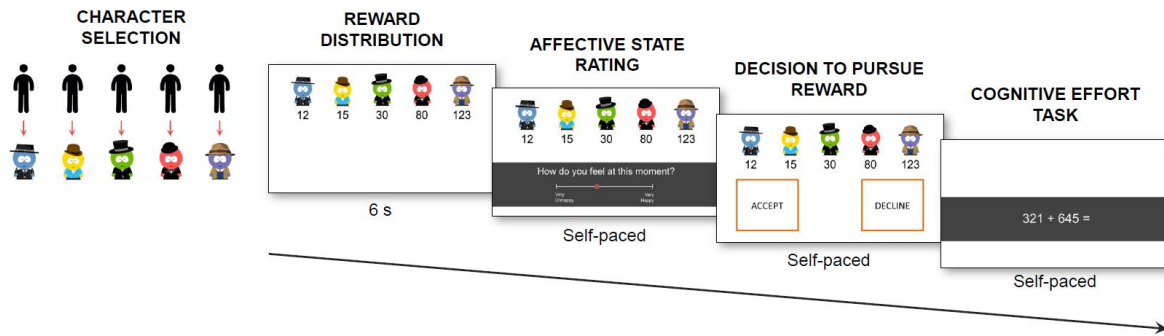 CHARACTER
SELECTION
REWARD
DISTRIBUTION
12 15 30 80 123
6 s
AFFECTIVE STATE
RATING
12 15 30 80 123
How do you feel at this moment?
Very
Unhappy
Very
Happy
Self-paced
DECISION TO PURSUE
REWARD
12 15 30 80 123
ACCEPT DECLINE
Self-paced
COGNITIVE EFFORT
TASK
321 + 645 =
Self-paced